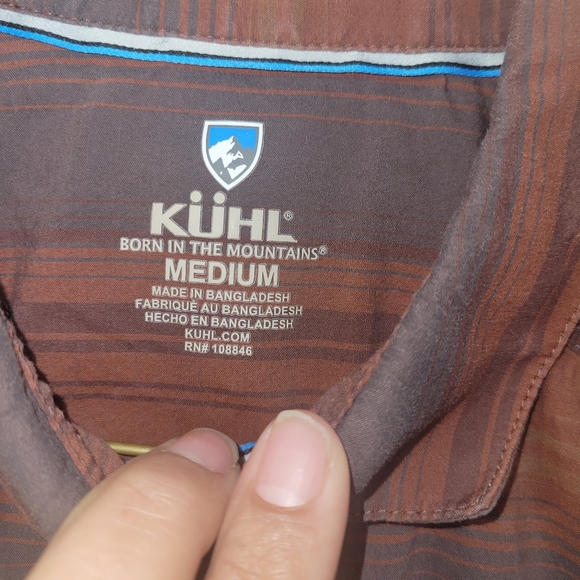 KÜHL®
BORN IN THE MOUNTAINS®
MEDIUM
MADE IN BANGLADESH
FABRIQUÉ AU BANGLADESH
HECHO EN BANGLADESH
KUHL.COM
RN# 108846